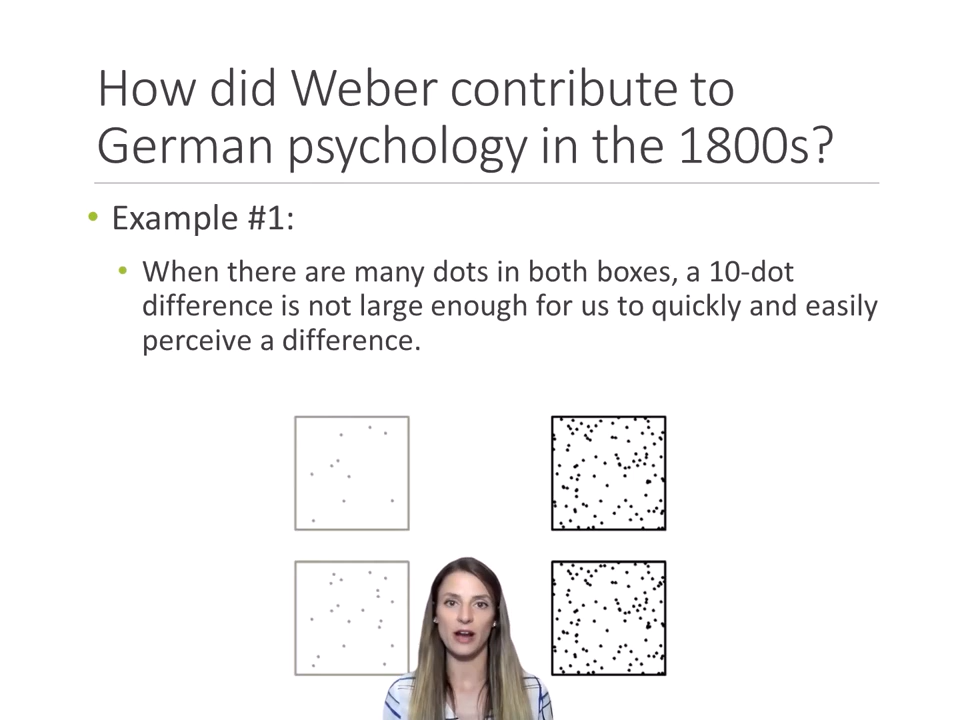 How did Weber contribute to
German psychology in the 1800s?
• Example #1:
• When there are many dots in both boxes, a 10-dot
difference is not large enough for us to quickly and easily
perceive a difference.